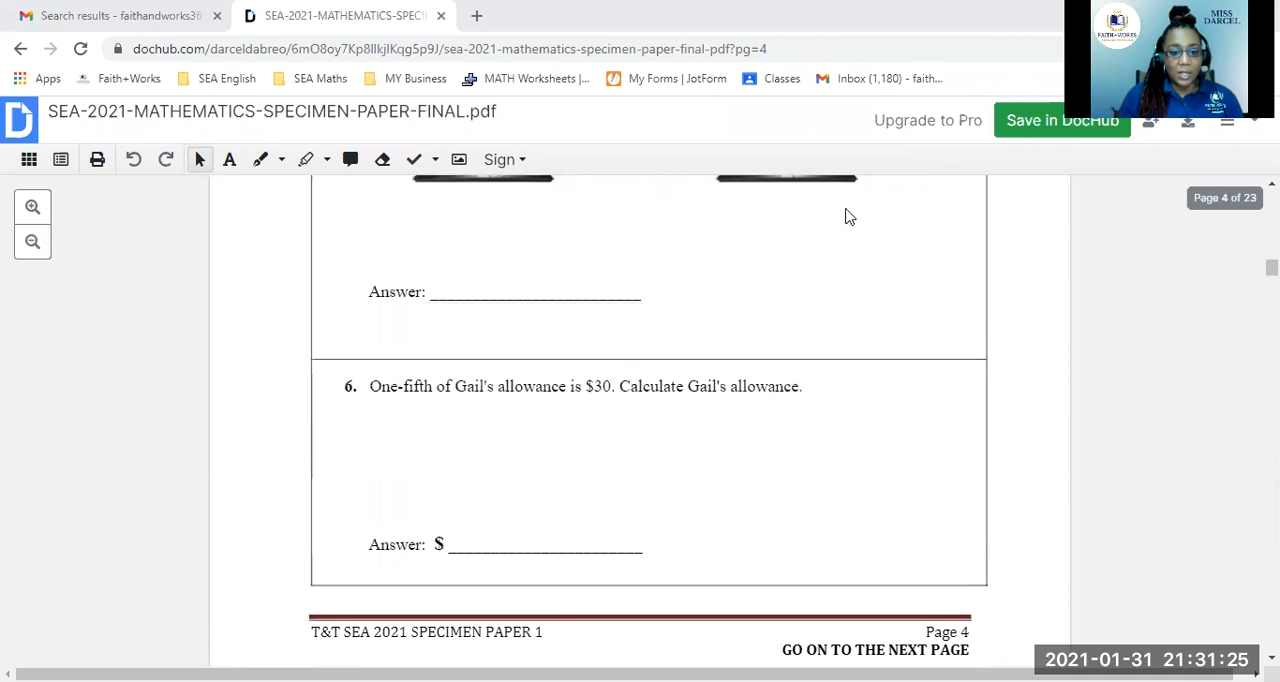 Search results - faithandworks36
SEA-2021-MATHEMATICS-SPECI
dochub.com/darceldabreo/6mO8oy7Kp8llkjlKqg5p9J/sea-2021-mathematics-specimen-paper-final-pdf?pg=4
Apps
Faith+Works
SEA English
SEA Maths
MY Business
MATH Worksheets |...
My Forms | JotForm
Classes
Inbox (1,180) - faith...
MISS
DARCEL
FAITH+WORKS
SEA-2021-MATHEMATICS-SPECIMEN-PAPER-FINAL.pdf
Upgrade to Pro
Save in DocHub
Sign
Page 4 of 23
Answer: ________________________
6. One-fifth of Gail's allowance is $30. Calculate Gail's allowance.
Answer: $ ______________________
T&T SEA 2021 SPECIMEN PAPER 1
Page 4
GO ON TO THE NEXT PAGE
2021-01-31 21:31:25